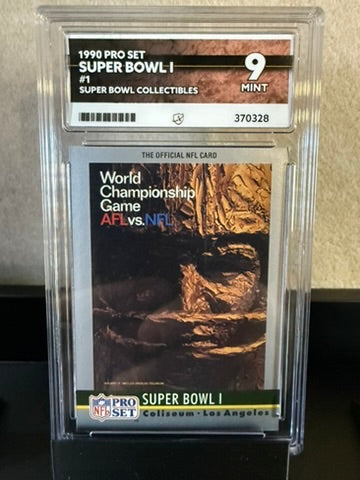 1990 PRO SET
SUPER BOWL I
#1
SUPER BOWL COLLECTIBLES
9
MINT
370328
THE OFFICIAL NFL CARD
World
Championship
Game
AFL vs. NFL
NFL PRO SET
SUPER BOWL I
Coliseum · Los Angeles